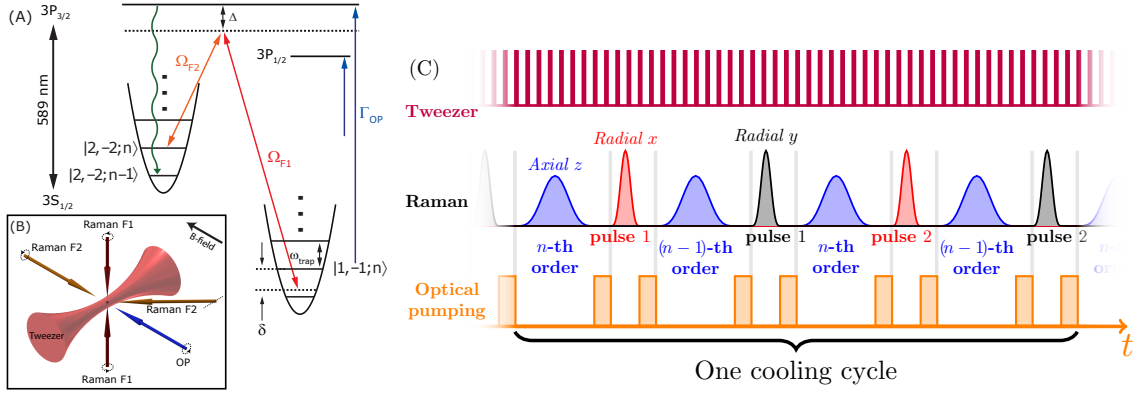 (A)
3P3/2
Δ
ΩF2
3P1/2
589 nm
ΓOP
ΩF1
|2,-2;n⟩
|2,-2;n−1⟩
3S1/2
ωtrap
|1,-1;n⟩
δ
(B)
Raman F1
B-field
Raman F2
Raman F2
Tweezer
OP
Raman F1
(C)
Tweezer
Radial x
Radial y
Axial z
Raman
pulse 1
pulse 1
pulse 2
pulse 2
n-th
order
(n − 1)-th
order
n-th
order
(n − 1)-th
order
n-
or
Optical
pumping
t
One cooling cycle